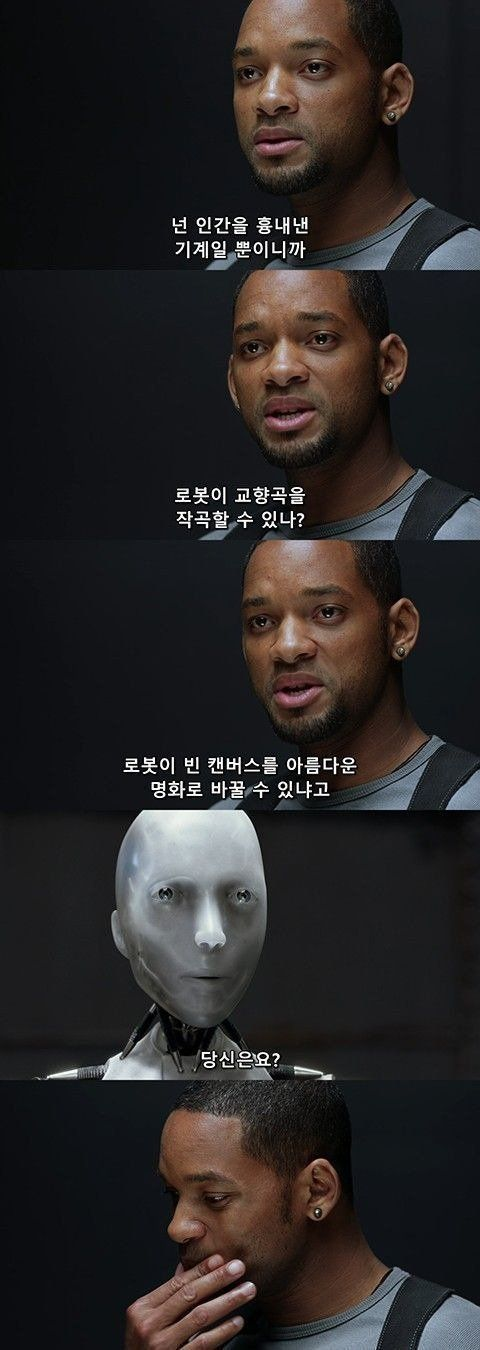 넌 인간을 흉내낸
기계일 뿐이니까
로봇이 교향곡을
작곡할 수 있나?
로봇이 빈 캔버스를 아름다운
명화로 바꿀 수 있냐고
당신은요?